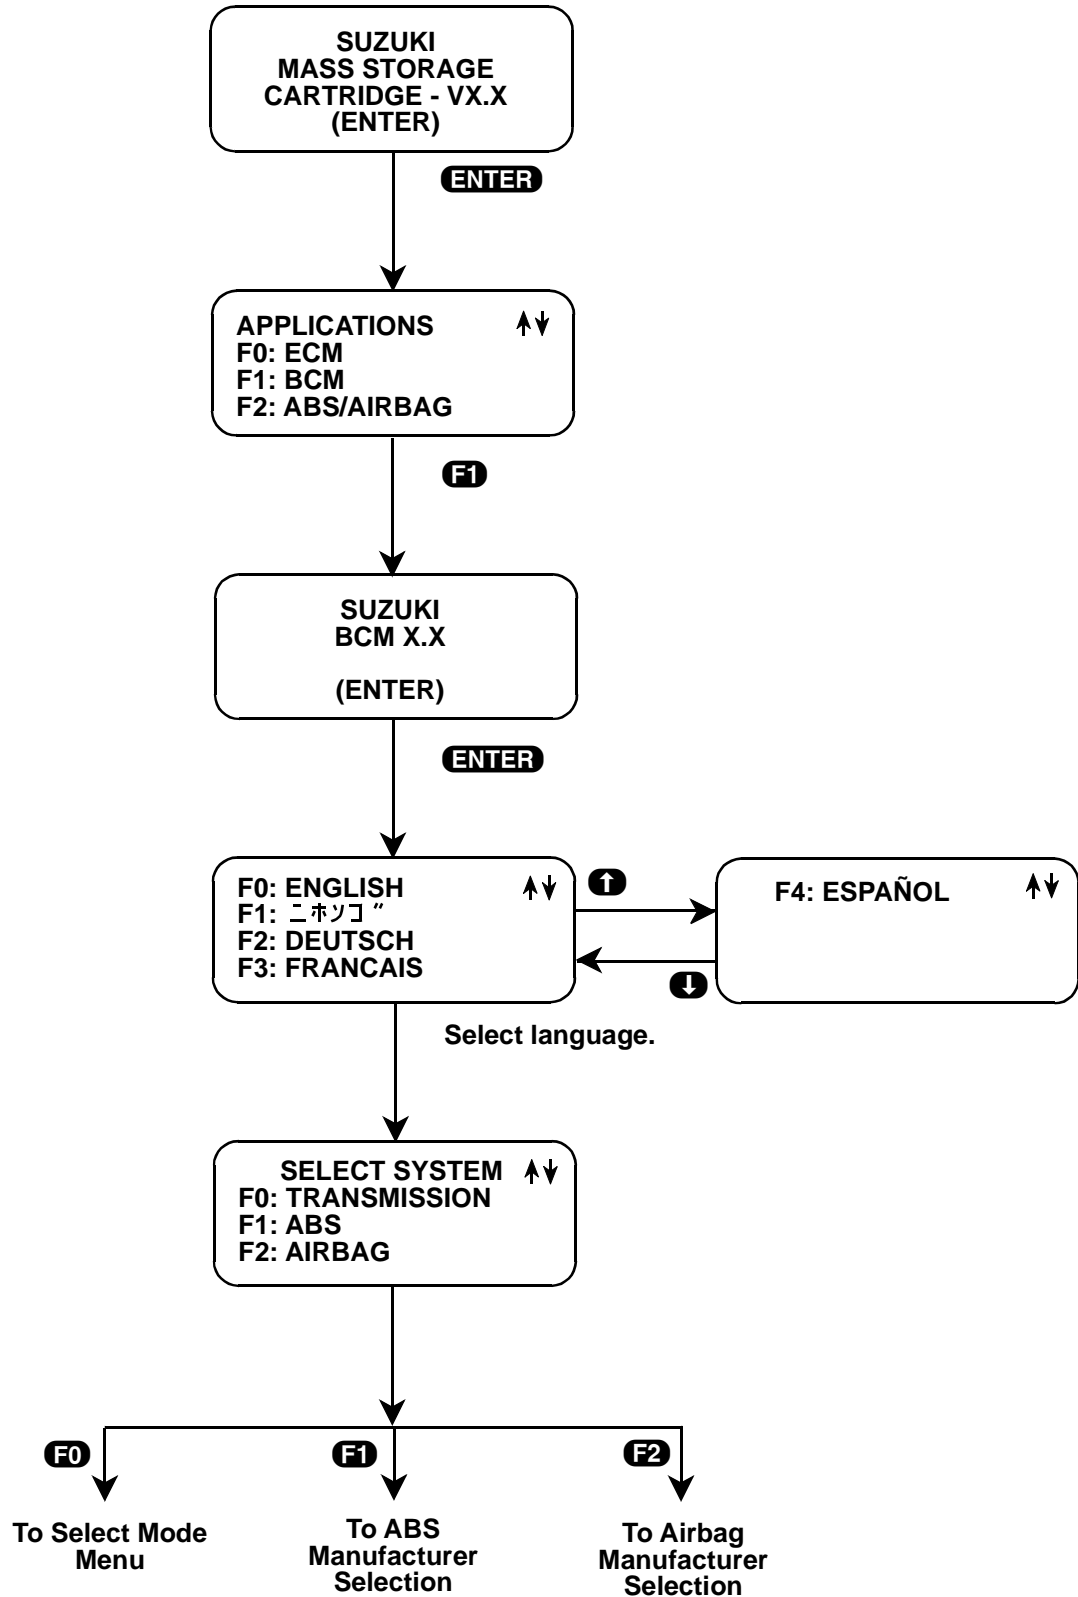 SUZUKI
MASS STORAGE
CARTRIDGE - VX.X
(ENTER)
ENTER
APPLICATIONS
F0: ECM
F1: BCM
F2: ABS/AIRBAG
F1
SUZUKI
BCM X.X
(ENTER)
ENTER
F0: ENGLISH
F1: ニホソコ〃
F2: DEUTSCH
F3: FRANCAIS
F4: ESPAÑOL
Select language.
SELECT SYSTEM
F0: TRANSMISSION
F1: ABS
F2: AIRBAG
F0
F1
F2
To Select Mode
Menu
To ABS
Manufacturer
Selection
To Airbag
Manufacturer
Selection